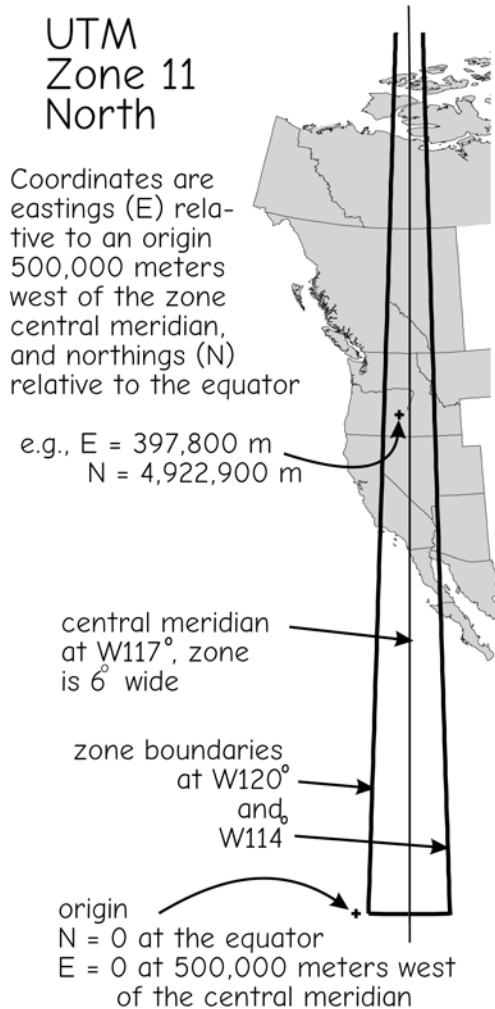 UTM
Zone 11
North
Coordinates are
eastings (E) rela-
tive to an origin
500,000 meters
west of the zone
central meridian,
and northings (N)
relative to the equator
e.g., E = 397,800 m
N = 4,922,900 m
central meridian
at W117°, zone
is 6° wide
zone boundaries
at W120°
and
W114°
origin
N = 0 at the equator
E = 0 at 500,000 meters west
of the central meridian